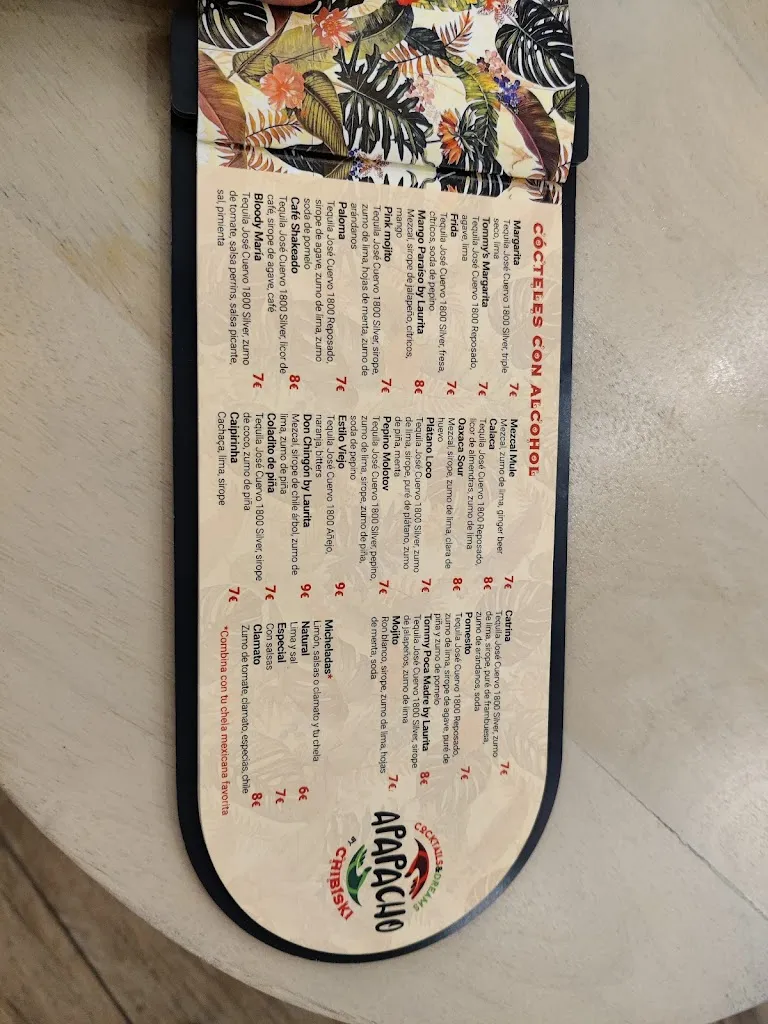 CÓCTELES CON ALCOHOL
Margarita
Tequila José Cuervo 1800 Silver, triple
seco, lima 7€
Tommy's Margarita
Tequila José Cuervo 1800 Reposado,
agave, lima 7€
Frida
Tequila José Cuervo 1800 Silver, fresa,
cítricos, soda de pepino 7€
Mango Paraíso by Laurita
Mezcal, sirope de jalapeño, cítricos,
mango 8€
Pink mojito
Tequila José Cuervo 1800 Silver, sirope,
zumo de lima, hojas de menta, zumo de
arándanos 7€
Paloma
Tequila José Cuervo 1800 Reposado,
sirope de agave, zumo de lima, zumo
soda de pomelo 7€
Café Shakeado
Tequila José Cuervo 1800 Silver, licor de
café, sirope de agave, café 8€
Bloody María
Tequila José Cuervo 1800 Silver, zumo
de tomate, salsa perrins, salsa picante,
sal, pimienta 7€
Mezcal Mule
Mezcal, zumo de lima, ginger beer 7€
Calaca
Tequila José Cuervo 1800 Reposado,
licor de almendras, zumo de lima 8€
Oaxaca Sour
Mezcal, sirope, zumo de lima, clara de
huevo 8€
Plátano Loco
Tequila José Cuervo 1800 Silver, zumo
de lima, sirope, puré de plátano, zumo
de piña, menta 7€
Pepino Molotov
Tequila José Cuervo 1800 Silver, pepino,
zumo de lima, sirope, zumo de piña,
soda de pepino 7€
Estilo Viejo
Tequila José Cuervo 1800 Añejo,
naranja, bitters 9€
Don Chingón by Laurita
Mezcal, sirope de chile árbol, zumo de
lima, zumo de piña 9€
Coladito de piña
Tequila José Cuervo 1800 Silver, sirope
de coco, zumo de piña 7€
Caipirinha
Cachaça, lima, sirope 7€
Catrina
Tequila José Cuervo 1800 Silver, zumo
de lima, sirope, puré de frambuesa,
zumo de arándanos, soda 7€
Pomesito
Tequila José Cuervo 1800 Reposado,
zumo de lima, sirope de agave, puré de
piña y zumo de pomelo 7€
Tommy Poca Madre by Laurita
Tequila José Cuervo 1800 Silver, sirope
de jalapeños, zumo de lima 8€
Mojito
Ron blanco, sirope, zumo de lima, hojas
de menta, soda 7€
Micheladas*
Limón, salsas o clamato y tu chela
Natural
Lima y sal 6€
Especial
Con salsas 7€
Clamato
Zumo de tomate, clamato, especias, chile 8€
*Combina con tu chela mexicana favorita
COCKTAILS&DREAMS
APAPACHO
BY
CHIBISKI